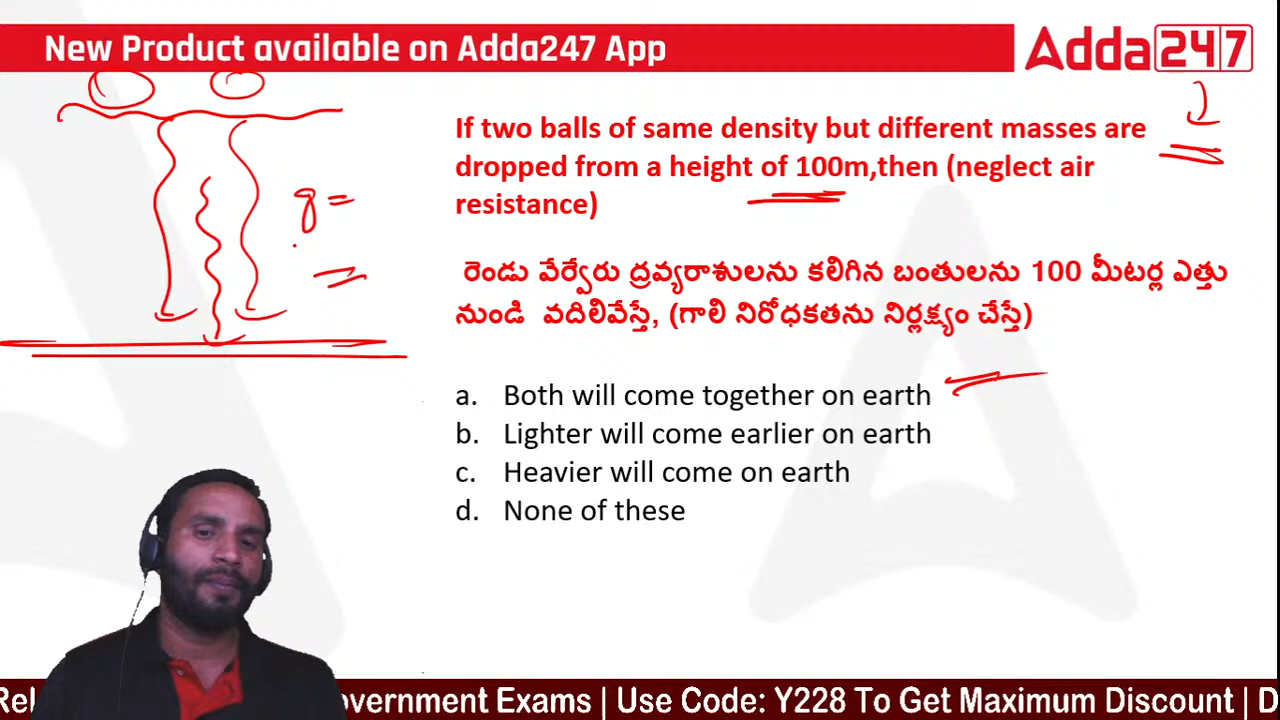 New Product available on Adda247 App
Adda247
If two balls of same density but different masses are
dropped from a height of 100m,then (neglect air
resistance)
రెండు వేర్వేరు ద్రవ్యరాశులను కలిగిన బంతులను 100 మీటర్ల ఎత్తు
నుండి వదిలివేస్తే, (గాలి నిరోధకతను నిర్లక్ష్యం చేస్తే)
g =
a. Both will come together on earth
b. Lighter will come earlier on earth
c. Heavier will come on earth
d. None of these
overnment Exams | Use Code: Y228 To Get Maximum Discount |